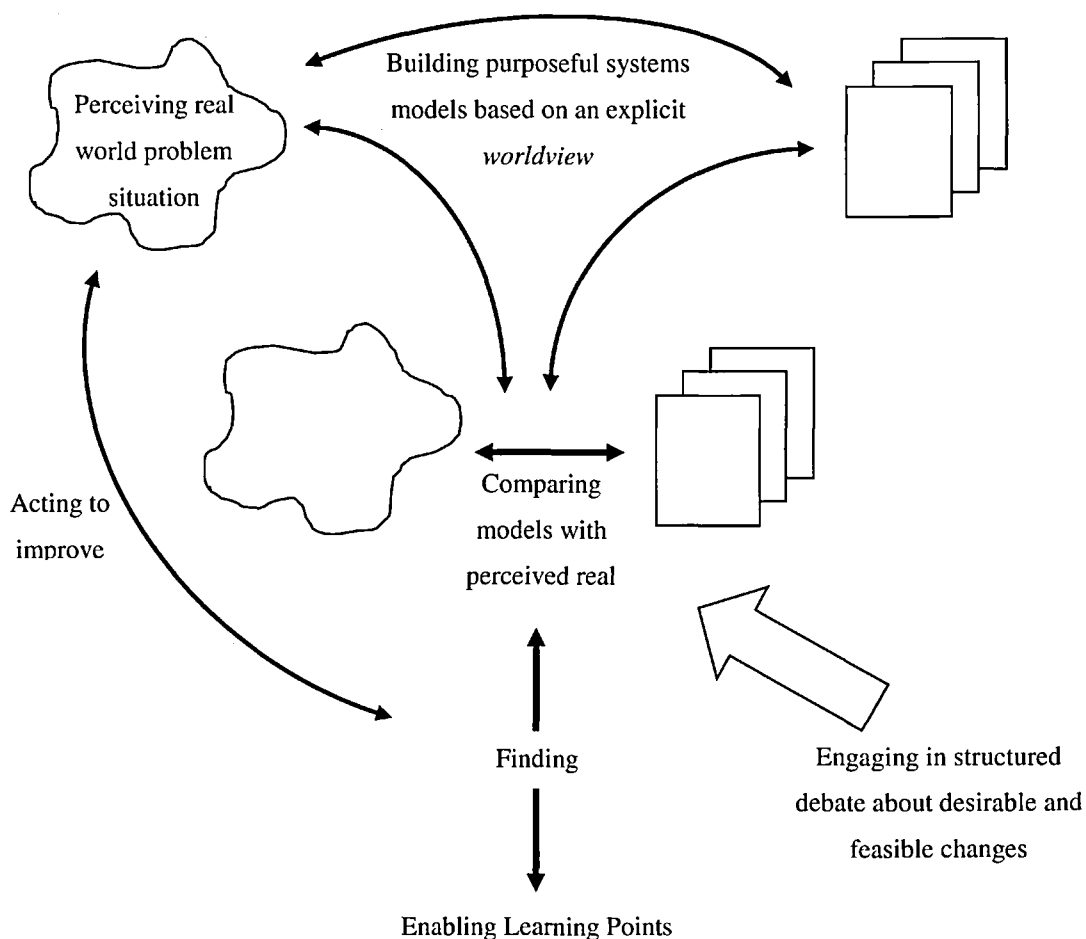 Perceiving real
world problem
situation
Building purposeful systems
models based on an explicit
worldview
Acting to
improve
Comparing
models with
perceived real
Finding
Engaging in structured
debate about desirable and
feasible changes
Enabling Learning Points